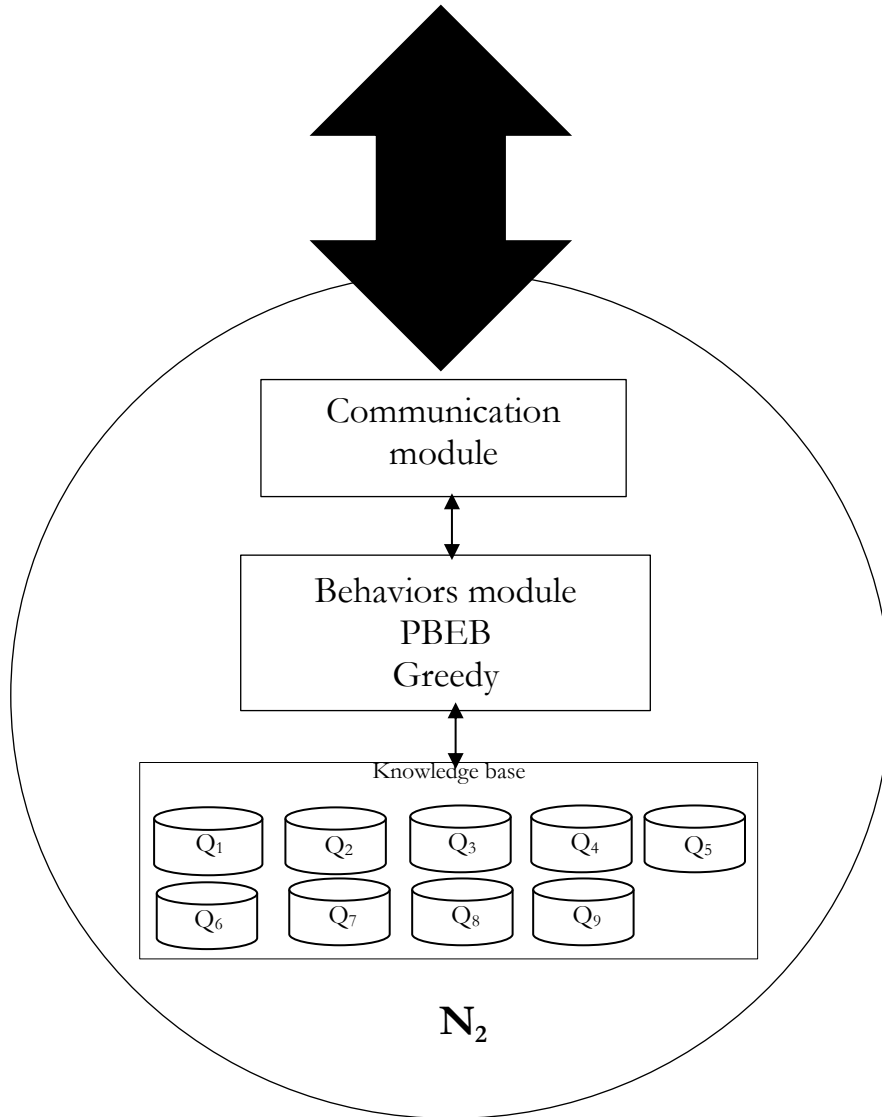 Communication
module
Behaviors module
PBEB
Greedy
Knowledge base
Q₁ Q₂ Q₃ Q₄ Q₅
Q₆ Q₇ Q₈ Q₉
N₂